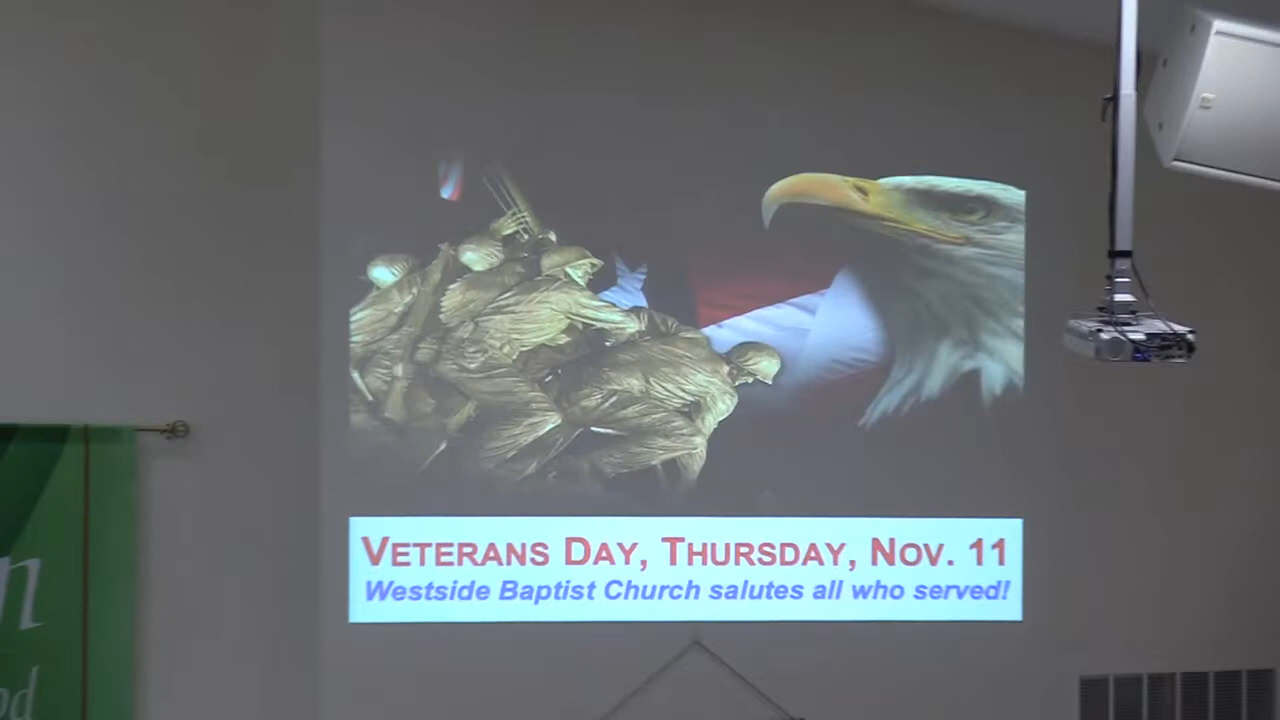 VETERANS DAY, THURSDAY, NOV. 11
Westside Baptist Church salutes all who served!